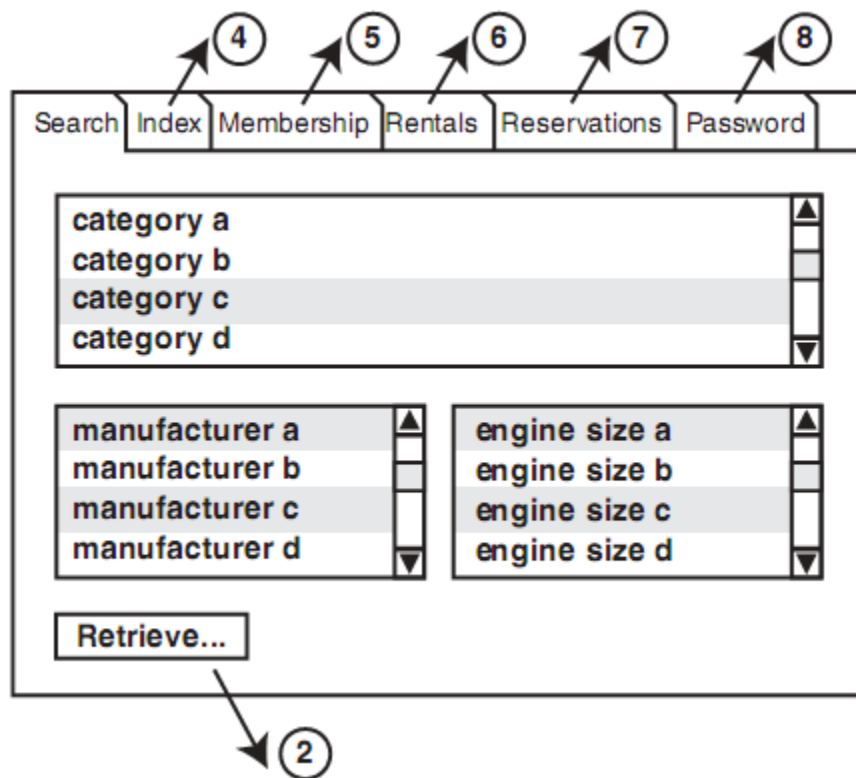 4 5 6 7 8
Search Index Membership Rentals Reservations Password
category a
category b
category c
category d
manufacturer a
manufacturer b
manufacturer c
manufacturer d
engine size a
engine size b
engine size c
engine size d
Retrieve...
2